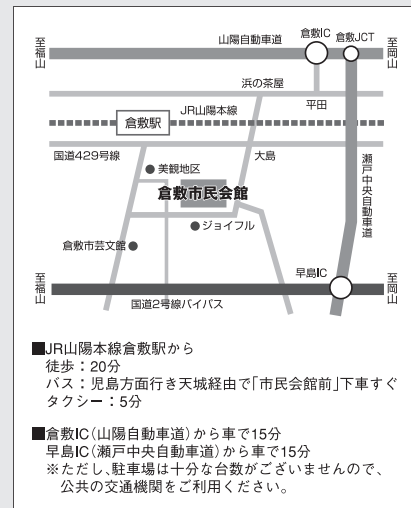 倉敷IC
倉敷JCT
山陽自動車道
至福山
至岡山
浜の茶屋
平田
JR山陽本線
倉敷駅
国道429号線
大島
美観地区
瀬戸中央自動車道
倉敷市民会館
ジョイフル
倉敷市芸文館
早島IC
至福山
至岡山
国道2号線バイパス
■JR山陽本線倉敷駅から
徒歩：20分
バス：児島方面行き天城経由で「市民会館前」下車すぐ
タクシー：5分
■倉敷IC（山陽自動車道）から車で15分
早島IC（瀬戸中央自動車道）から車で15分
※ただし、駐車場は十分な台数がございませんので、
公共の交通機関をご利用ください。